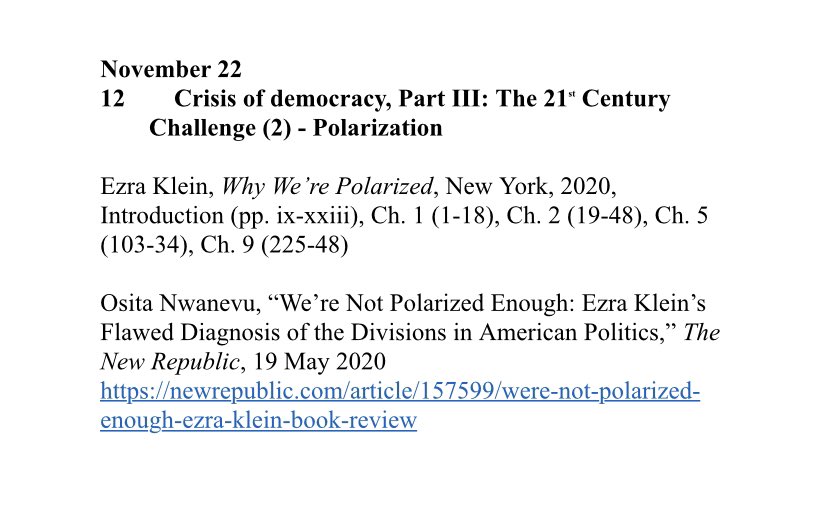 November 22
12 Crisis of democracy, Part III: The 21st Century
Challenge (2) - Polarization
Ezra Klein, Why We’re Polarized, New York, 2020,
Introduction (pp. ix-xxiii), Ch. 1 (1-18), Ch. 2 (19-48), Ch. 5
(103-34), Ch. 9 (225-48)
Osita Nwanevu, “We’re Not Polarized Enough: Ezra Klein’s
Flawed Diagnosis of the Divisions in American Politics,” The
New Republic, 19 May 2020
https://newrepublic.com/article/157599/were-not-polarized-
enough-ezra-klein-book-review